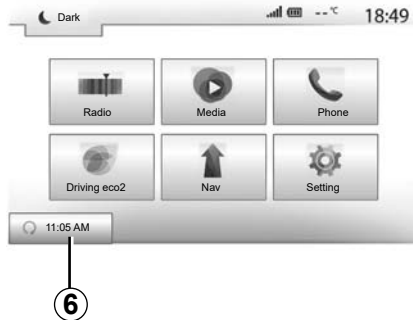 Dark
--°C
18:49
Radio
Media
Phone
Driving eco2
Nav
Setting
11:05 AM
6